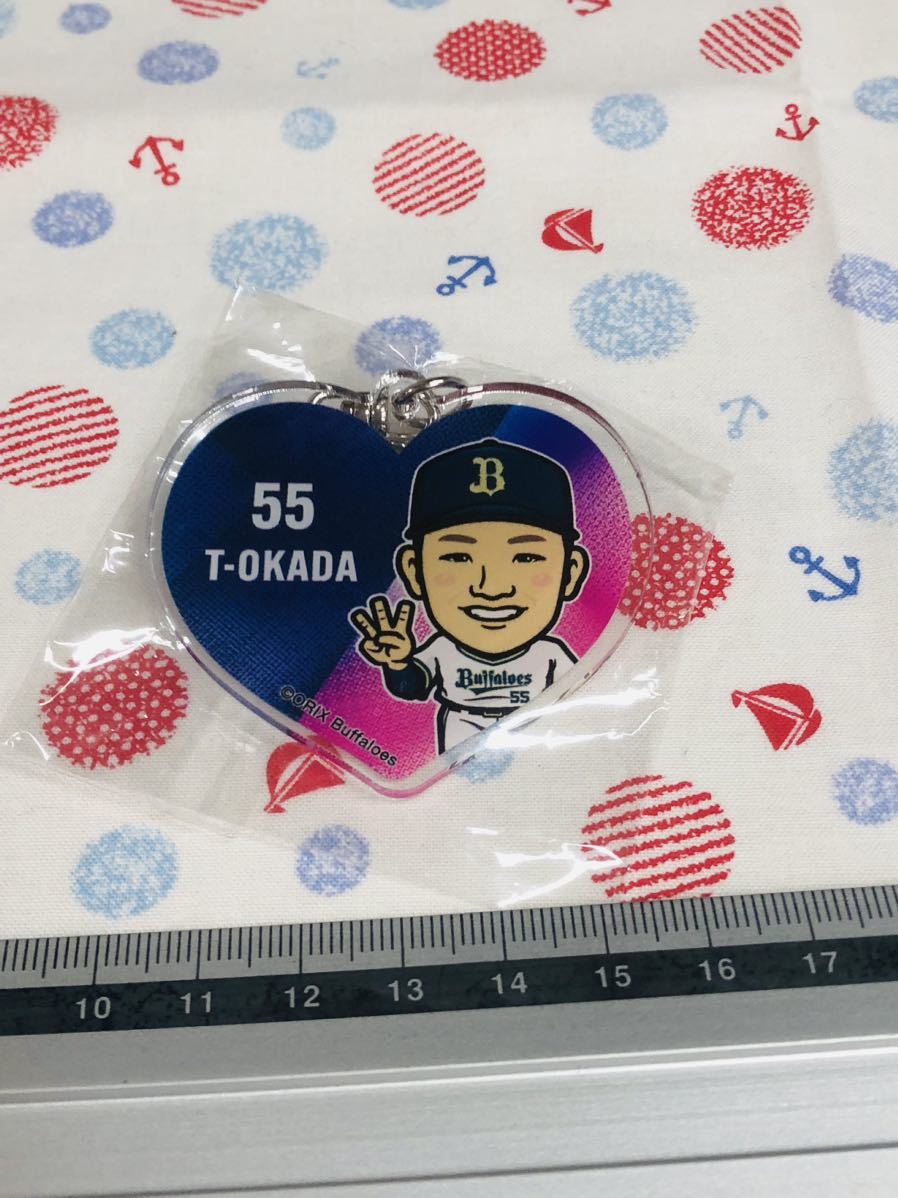 B
55
T-OKADA
Buffaloes
55
©ORIX Buffaloes
10 11 12 13 14 15 16 17